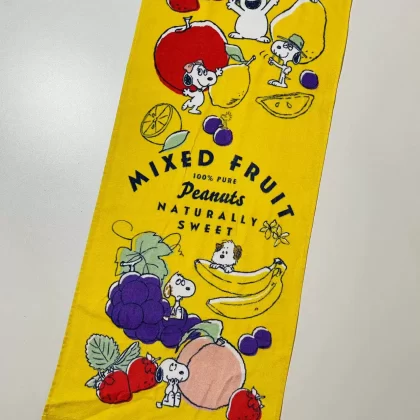 MIXED FRUIT
100% PURE
Peanuts
NATURALLY
SWEET